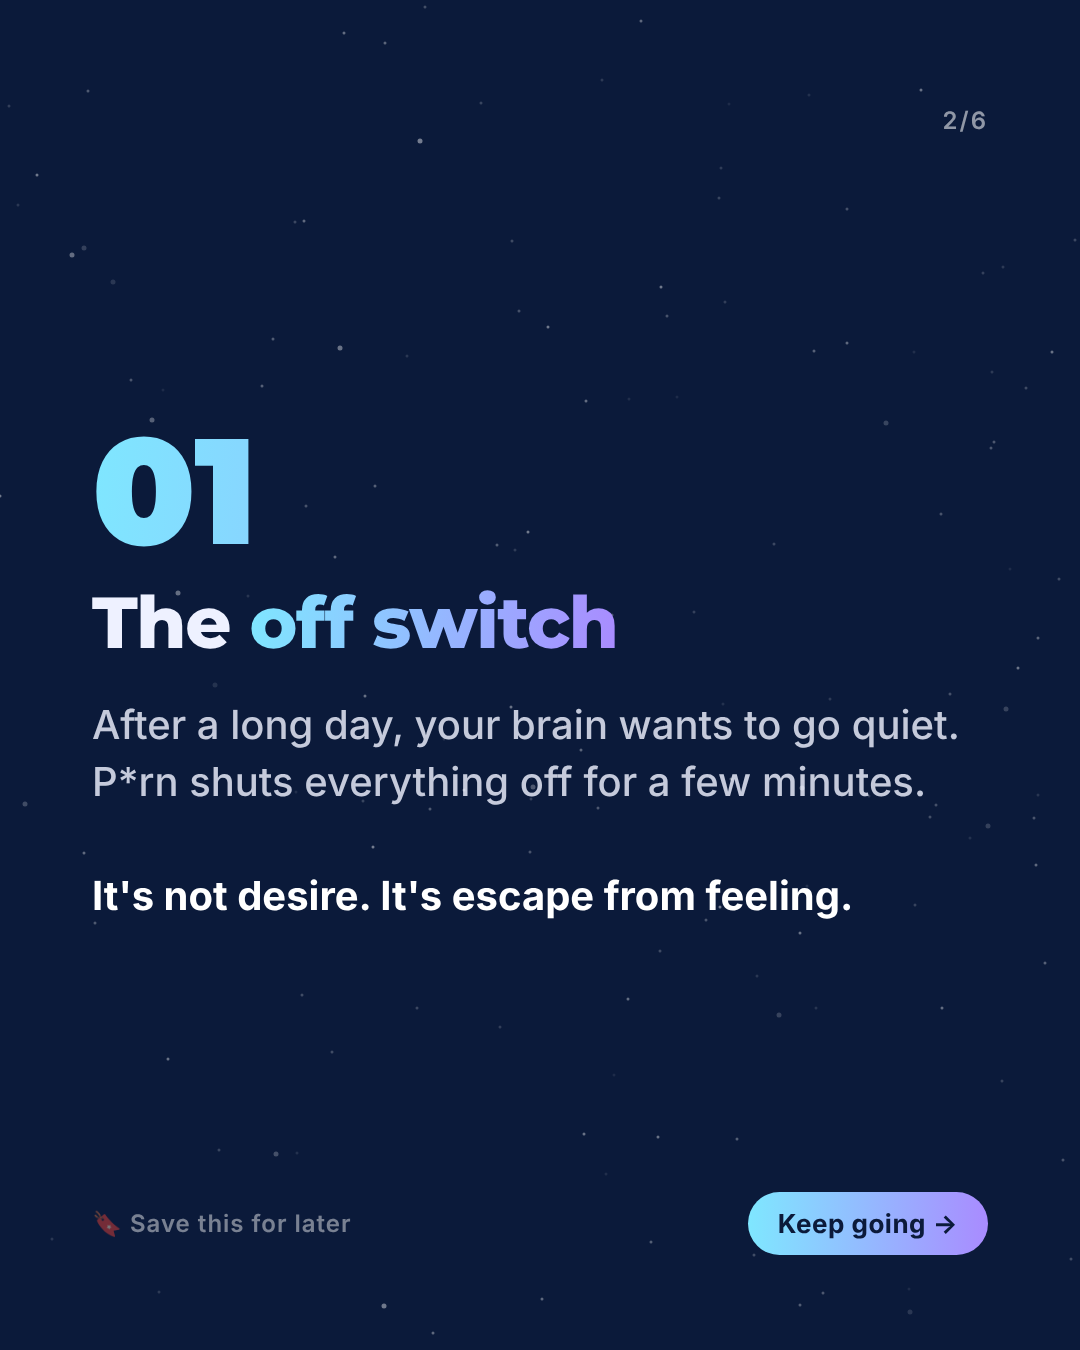 2/6
01
The off switch
After a long day, your brain wants to go quiet.
P*rn shuts everything off for a few minutes.
It's not desire. It's escape from feeling.
🔖 Save this for later
Keep going →